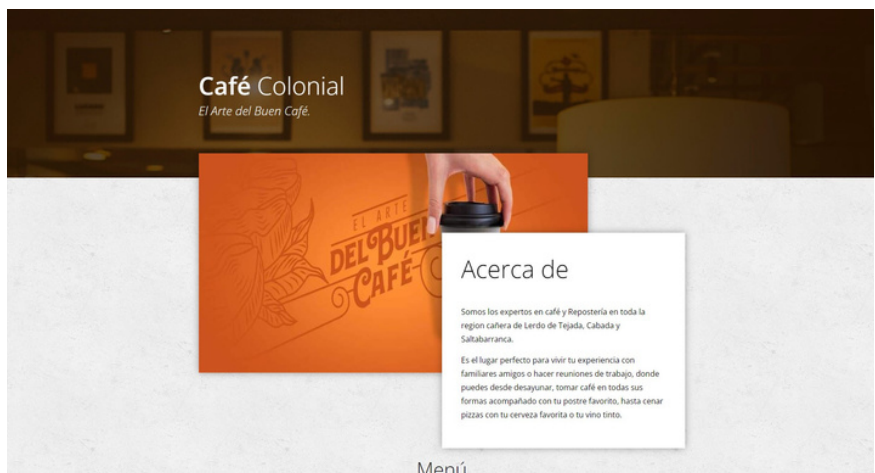 Café Colonial
El Arte del Buen Café.
EL ARTE
DEL BUEN
CAFÉ
Acerca de
Somos los expertos en café y Repostería en toda la
region cañera de Lerdo de Tejada, Cabada y
Saltabarranca.
Es el lugar perfecto para vivir tu experiencia con
familiares amigos o hacer reuniones de trabajo, donde
puedes desde desayunar, tomar café en todas sus
formas acompañado con tu postre favorito, hasta cenar
pizzas con tu cerveza favorita o tu vino tinto.
Menú